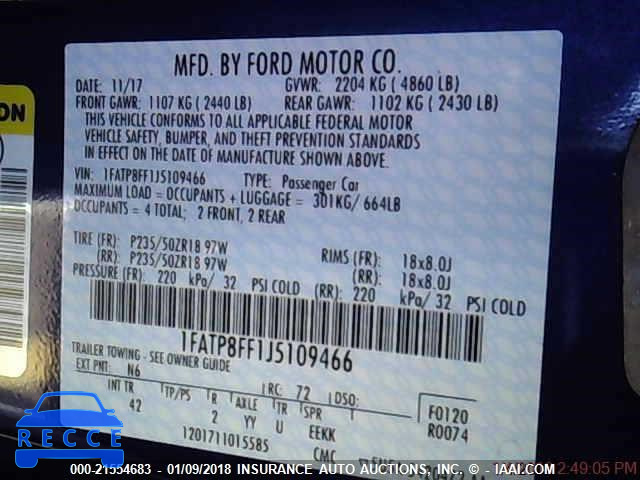 MFD. BY FORD MOTOR CO.
DATE: 11/17 GVWR: 2204 KG ( 4860 LB)
FRONT GAWR: 1107 KG ( 2440 LB) REAR GAWR: 1102 KG ( 2430 LB)
THIS VEHICLE CONFORMS TO ALL APPLICABLE FEDERAL MOTOR
VEHICLE SAFETY, BUMPER, AND THEFT PREVENTION STANDARDS
IN EFFECT ON THE DATE OF MANUFACTURE SHOWN ABOVE.
VIN: 1FATP8FF1J5109466 TYPE: Passenger Car
MAXIMUM LOAD = OCCUPANTS + LUGGAGE = 301KG/ 664LB
OCCUPANTS = 4 TOTAL; 2 FRONT, 2 REAR
TIRE (FR): P235/50ZR18 97W RIMS (FR): 18x8.0J
(RR): P235/50ZR18 97W (RR): 18x8.0J
PRESSURE (FR): 220 kPa/ 32 PSI COLD (RR): 220 kPa/ 32 PSI COLD
1FATP8FF1J5109466
TRAILER TOWING - SEE OWNER GUIDE
EXT PNT: N6 RC: 72 DSO: F0120
INT TR TP/PS R AXLE TR SPR R0074
42 2 YY U EEKK
1201711015585 CMC
ION
RECCE
000-21554683 - 01/09/2018 INSURANCE AUTO AUCTIONS, INC. - © - IAAI.COM
2:49:05 PM